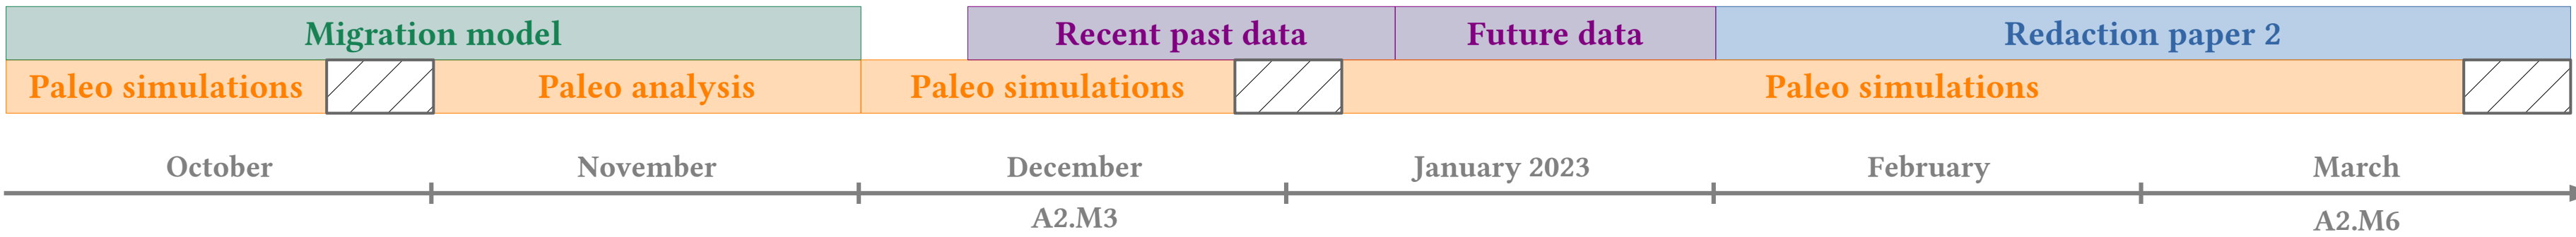 Migration model
Recent past data
Future data
Redaction paper 2
Paleo simulations
Paleo analysis
Paleo simulations
Paleo simulations
October
November
December
January 2023
February
March
A2.M3
A2.M6